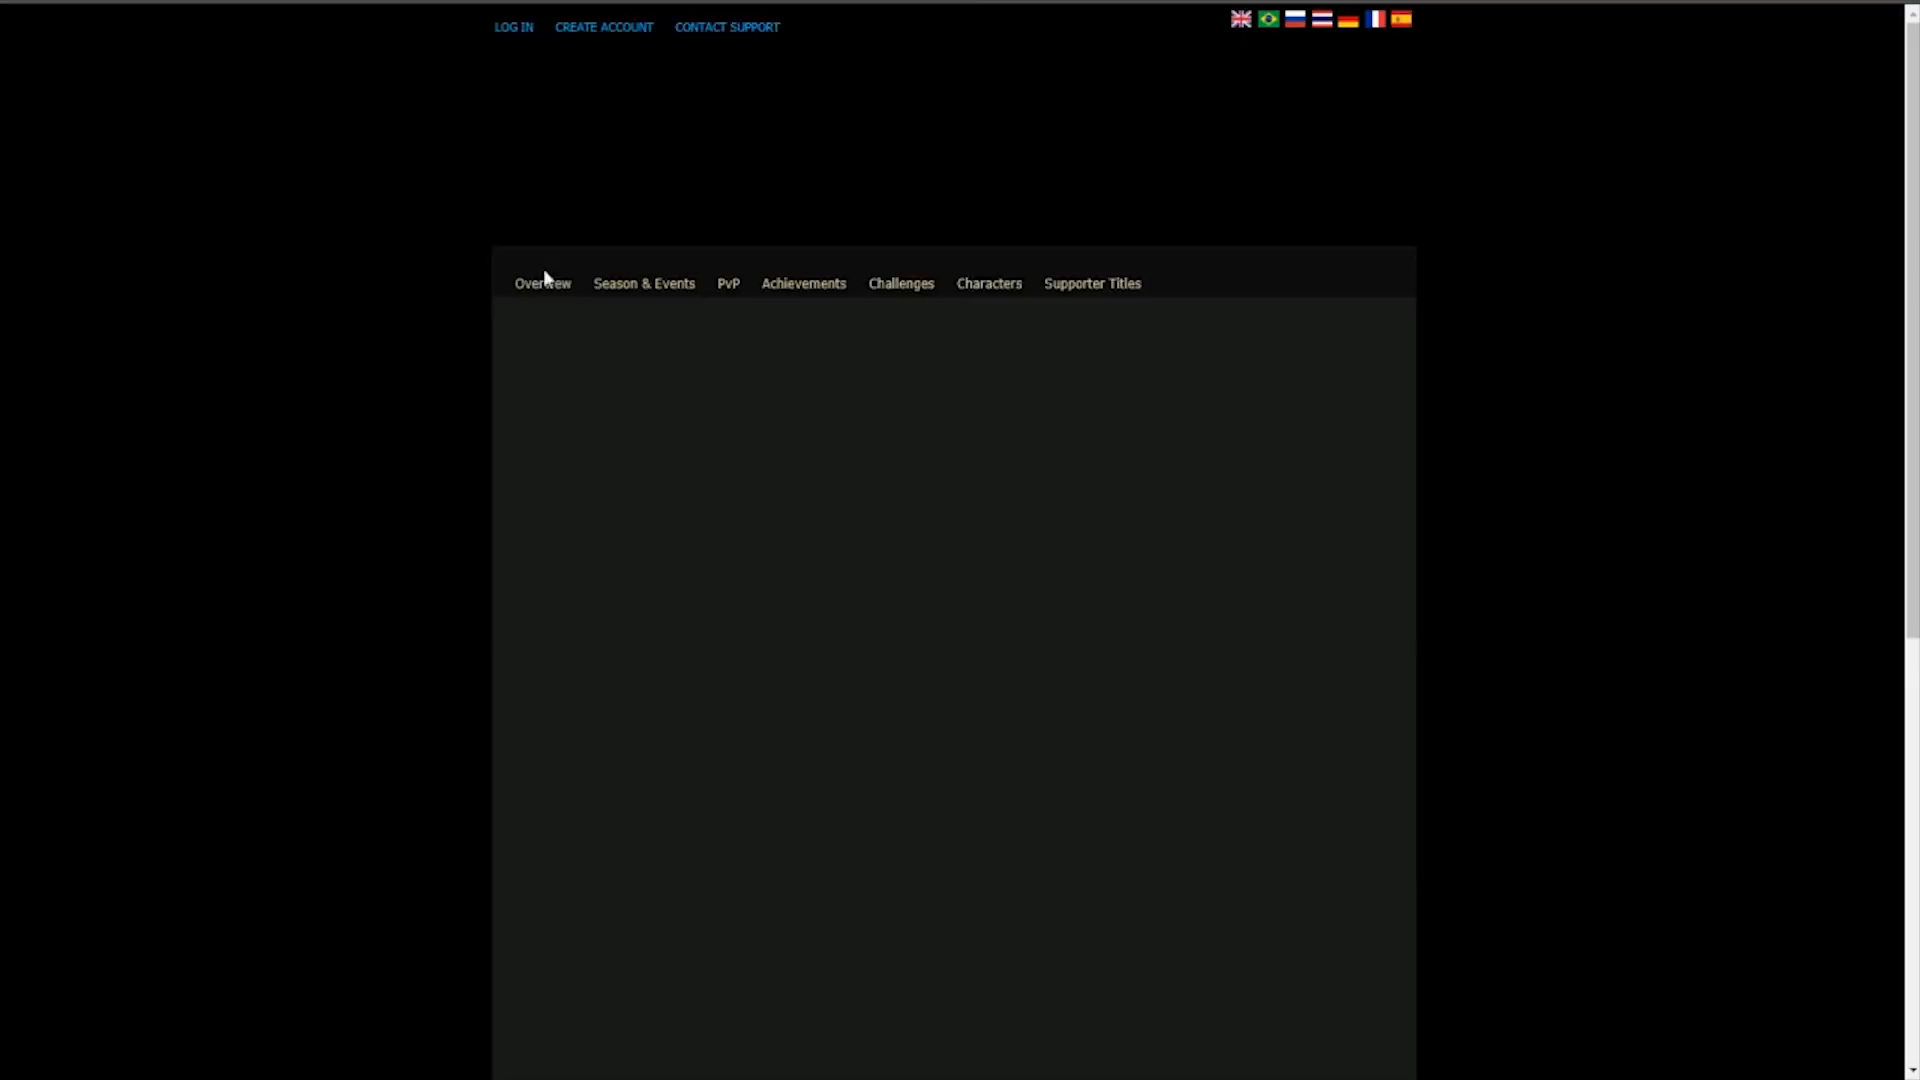 LOG IN CREATE ACCOUNT CONTACT SUPPORT
Overview Season & Events PvP Achievements Challenges Characters Supporter Titles